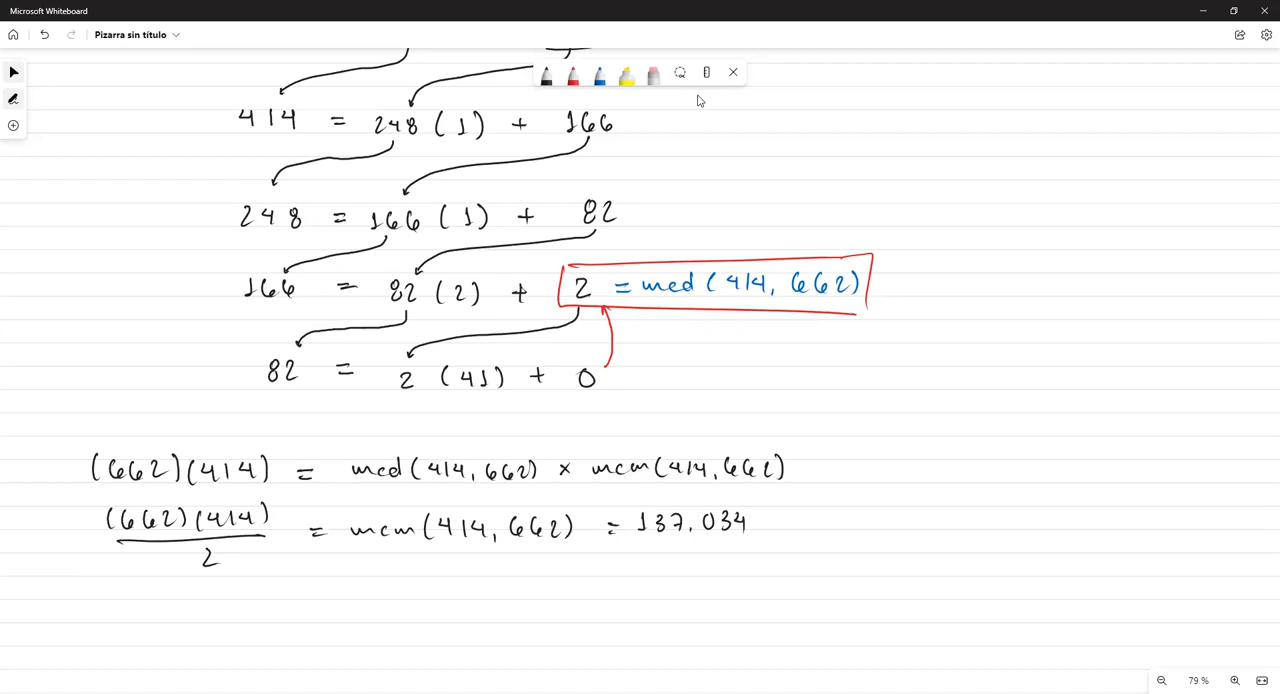 Microsoft Whiteboard
Pizarra sin título
414 = 248 (1) + 166
248 = 166 (1) + 82
166 = 82 (2) + 2 = mcd(414, 662)
82 = 2 (41) + 0
(662)(414) = mcd(414, 662) × mcm(414, 662)
(662)(414)
2
= mcm(414, 662) = 137.034
79 %